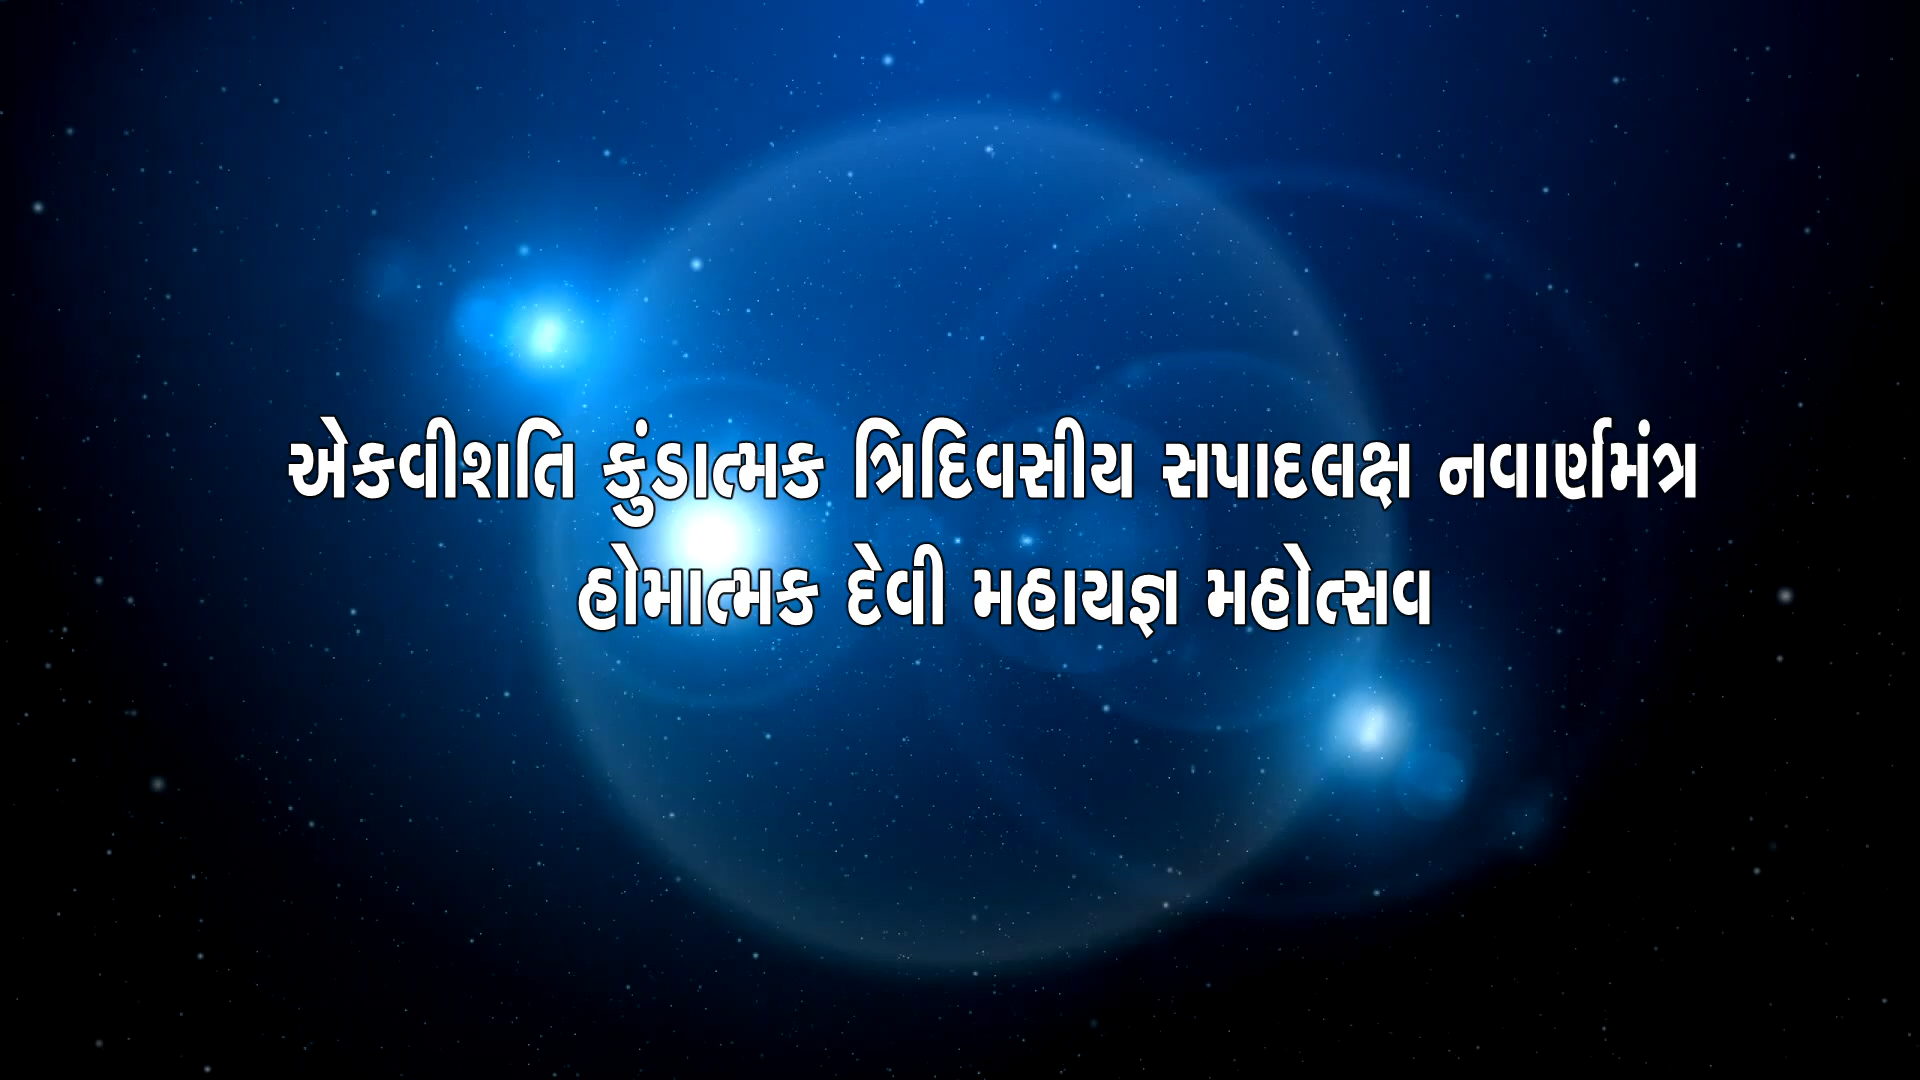 એકવીશતિ કુંડાત્મક ત્રિદિવસીય સપાદલક્ષ નવાર્ણમંત્ર
હોમાત્મક દેવી મહાયજ્ઞ મહોત્સવ